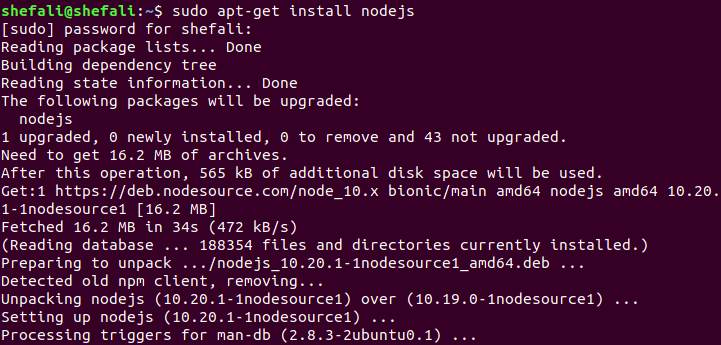 shefali@shefali:~$ sudo apt-get install nodejs
[sudo] password for shefali:
Reading package lists... Done
Building dependency tree
Reading state information... Done
The following packages will be upgraded:
  nodejs
1 upgraded, 0 newly installed, 0 to remove and 43 not upgraded.
Need to get 16.2 MB of archives.
After this operation, 565 kB of additional disk space will be used.
Get:1 https://deb.nodesource.com/node_10.x bionic/main amd64 nodejs amd64 10.20.
1-1nodesource1 [16.2 MB]
Fetched 16.2 MB in 34s (472 kB/s)
(Reading database ... 188354 files and directories currently installed.)
Preparing to unpack .../nodejs_10.20.1-1nodesource1_amd64.deb ...
Detected old npm client, removing...
Unpacking nodejs (10.20.1-1nodesource1) over (10.19.0-1nodesource1) ...
Setting up nodejs (10.20.1-1nodesource1) ...
Processing triggers for man-db (2.8.3-2ubuntu0.1) ...